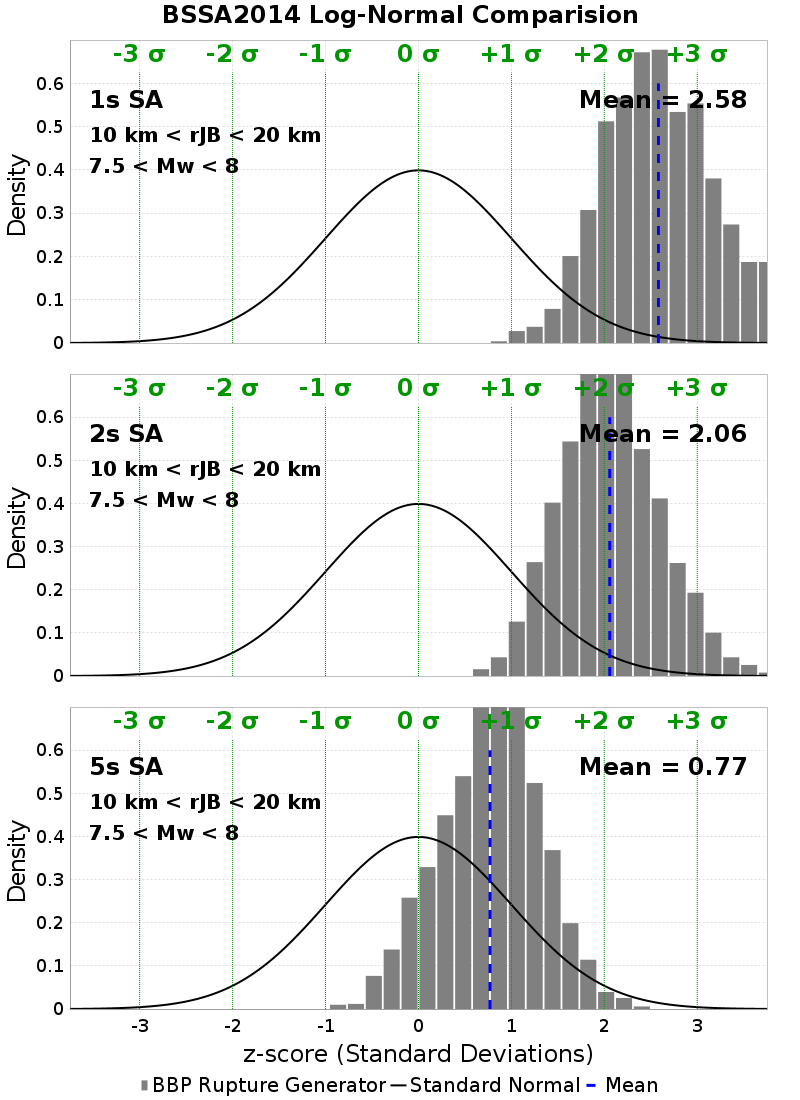 BSSA2014 Log-Normal Comparision
-3 σ -2 σ -1 σ 0 σ +1 σ +2 σ +3 σ
1s SA
Mean = 2.58
10 km < rJB < 20 km
7.5 < Mw < 8
Density
0.6
0.5
0.4
0.3
0.2
0.1
0
-3 σ -2 σ -1 σ 0 σ +1 σ +2 σ +3 σ
2s SA
Mean = 2.06
10 km < rJB < 20 km
7.5 < Mw < 8
Density
0.6
0.5
0.4
0.3
0.2
0.1
0
-3 σ -2 σ -1 σ 0 σ +1 σ +2 σ +3 σ
5s SA
Mean = 0.77
10 km < rJB < 20 km
7.5 < Mw < 8
Density
0.6
0.5
0.4
0.3
0.2
0.1
0
-3 -2 -1 0 1 2 3
z-score (Standard Deviations)
BBP Rupture Generator Standard Normal Mean